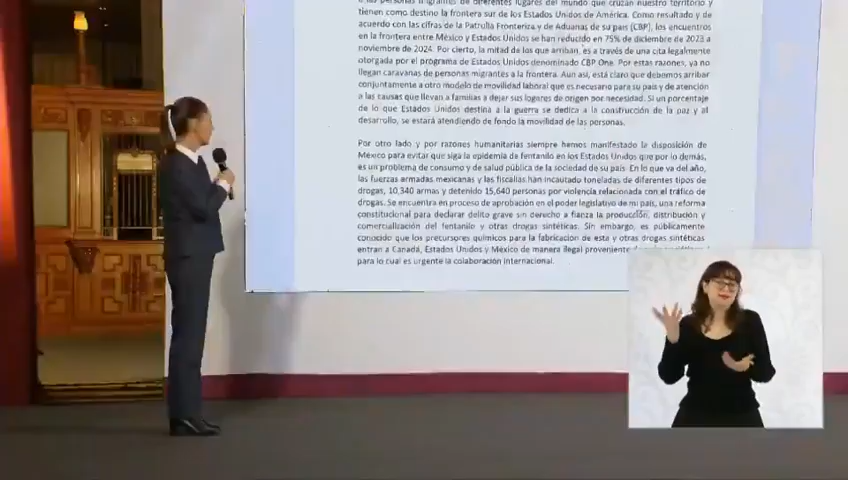 personas migrantes de diferentes lugares del mundo que cruzan nuestro territorio y
tienen como destino la frontera sur de los Estados Unidos de América. Como resultado y de
acuerdo con las cifras de la Patrulla Fronteriza y de Aduanas de su país (CBP), los encuentros
en la frontera entre México y Estados Unidos se han reducido en 75% de diciembre de 2023 a
noviembre de 2024. Por cierto, la mitad de los que arriban, es a través de una cita legalmente
otorgada por el programa de Estados Unidos denominado CBP One. Por estas razones, ya no
llegan caravanas de personas migrantes a la frontera. Aun así, está claro que debemos arribar
conjuntamente a otro modelo de movilidad laboral que es necesario para su país y de atención
a las causas que llevan a familias a dejar sus lugares de origen por necesidad. Si un porcentaje
de lo que Estados Unidos destina a la guerra se dedica a la construcción de la paz y al
desarrollo, se estará atendiendo de fondo la movilidad de las personas.
Por otro lado y por razones humanitarias siempre hemos manifestado la disposición de
México para evitar que siga la epidemia de fentanilo en los Estados Unidos que por lo demás,
es un problema de consumo y de salud pública de la sociedad de su país. En lo que va del año,
las fuerzas armadas mexicanas y las fiscalías han incautado toneladas de diferentes tipos de
drogas, 10,340 armas y detenido 15,640 personas por violencia relacionada con el tráfico de
drogas. Se encuentra en proceso de aprobación en el poder legislativo de mi país, una reforma
constitucional para declarar delito grave sin derecho a fianza la producción, distribución y
comercialización del fentanilo y otras drogas sintéticas. Sin embargo, es públicamente
conocido que los precursores químicos para la fabricación de esta y otras drogas sintéticas
entran a Canadá, Estados Unidos y México de manera ilegal proveniente
para lo cual es urgente la colaboración internacional.